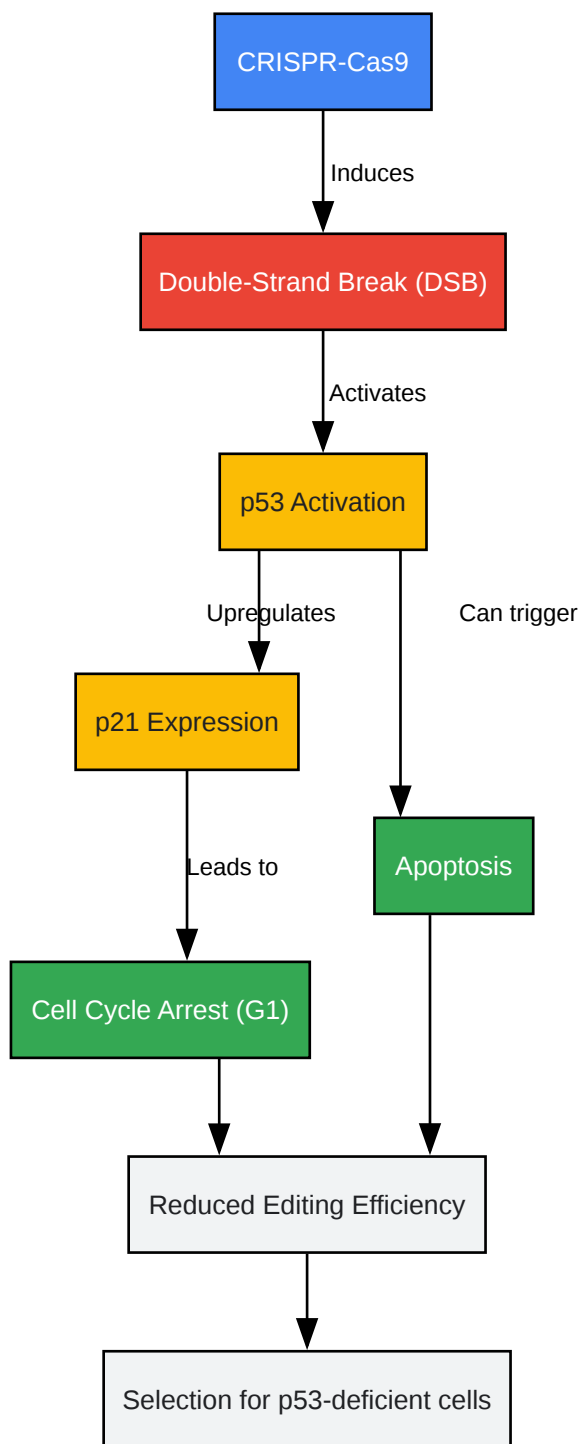 CRISPR-Cas9
Induces
Double-Strand Break (DSB)
Activates
p53 Activation
Upregulates
Can trigger
p21 Expression
Leads to
Apoptosis
Cell Cycle Arrest (G1)
Reduced Editing Efficiency
Selection for p53-deficient cells